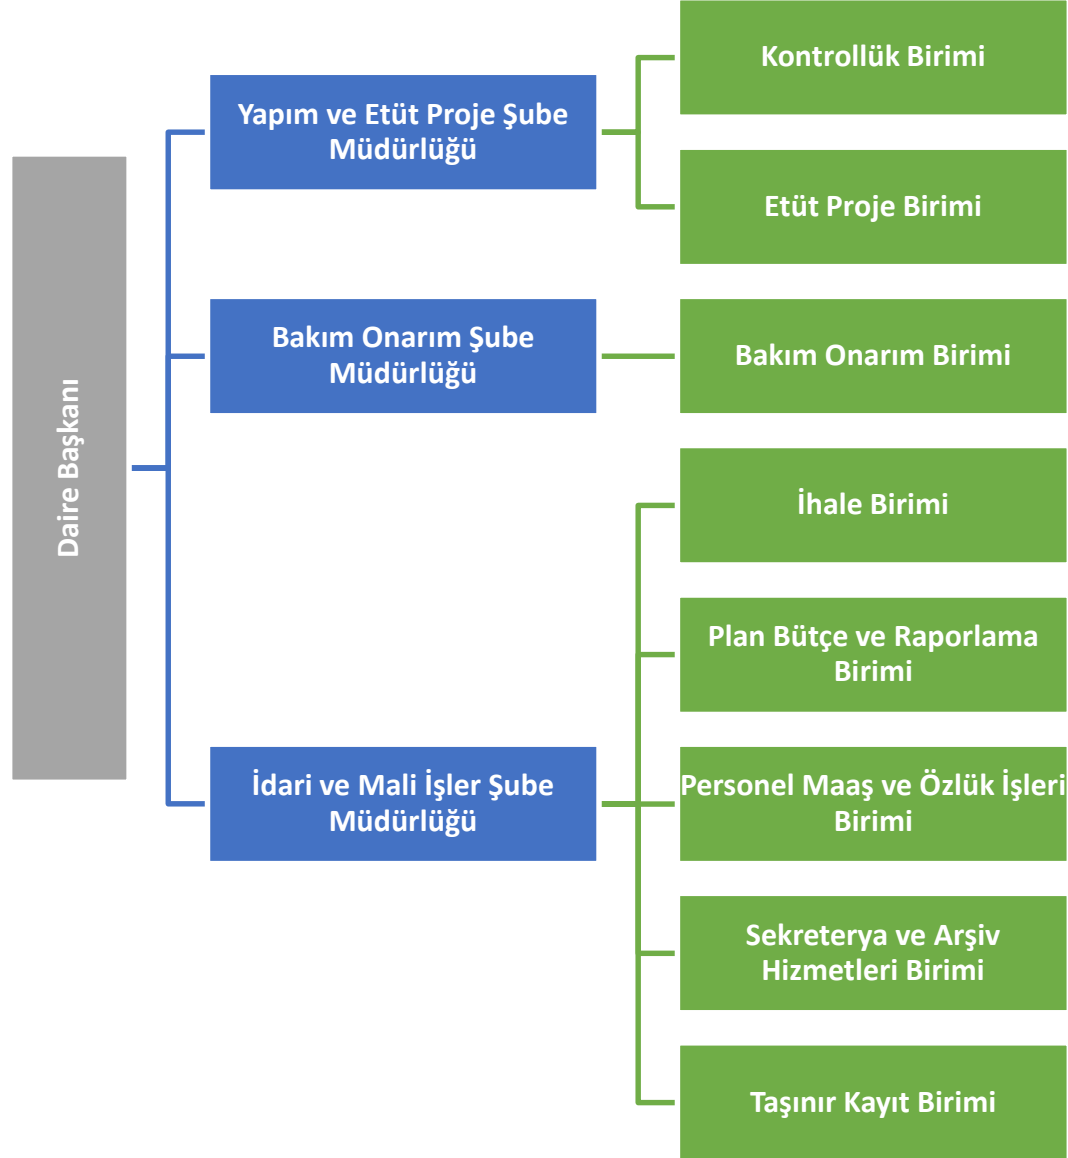 Daire Başkanı
Yapım ve Etüt Proje Şube
Müdürlüğü
Kontrollük Birimi
Etüt Proje Birimi
Bakım Onarım Şube
Müdürlüğü
Bakım Onarım Birimi
İdari ve Mali İşler Şube
Müdürlüğü
İhale Birimi
Plan Bütçe ve Raporlama
Birimi
Personel Maaş ve Özlük İşleri
Birimi
Sekreterya ve Arşiv
Hizmetleri Birimi
Taşınır Kayıt Birimi